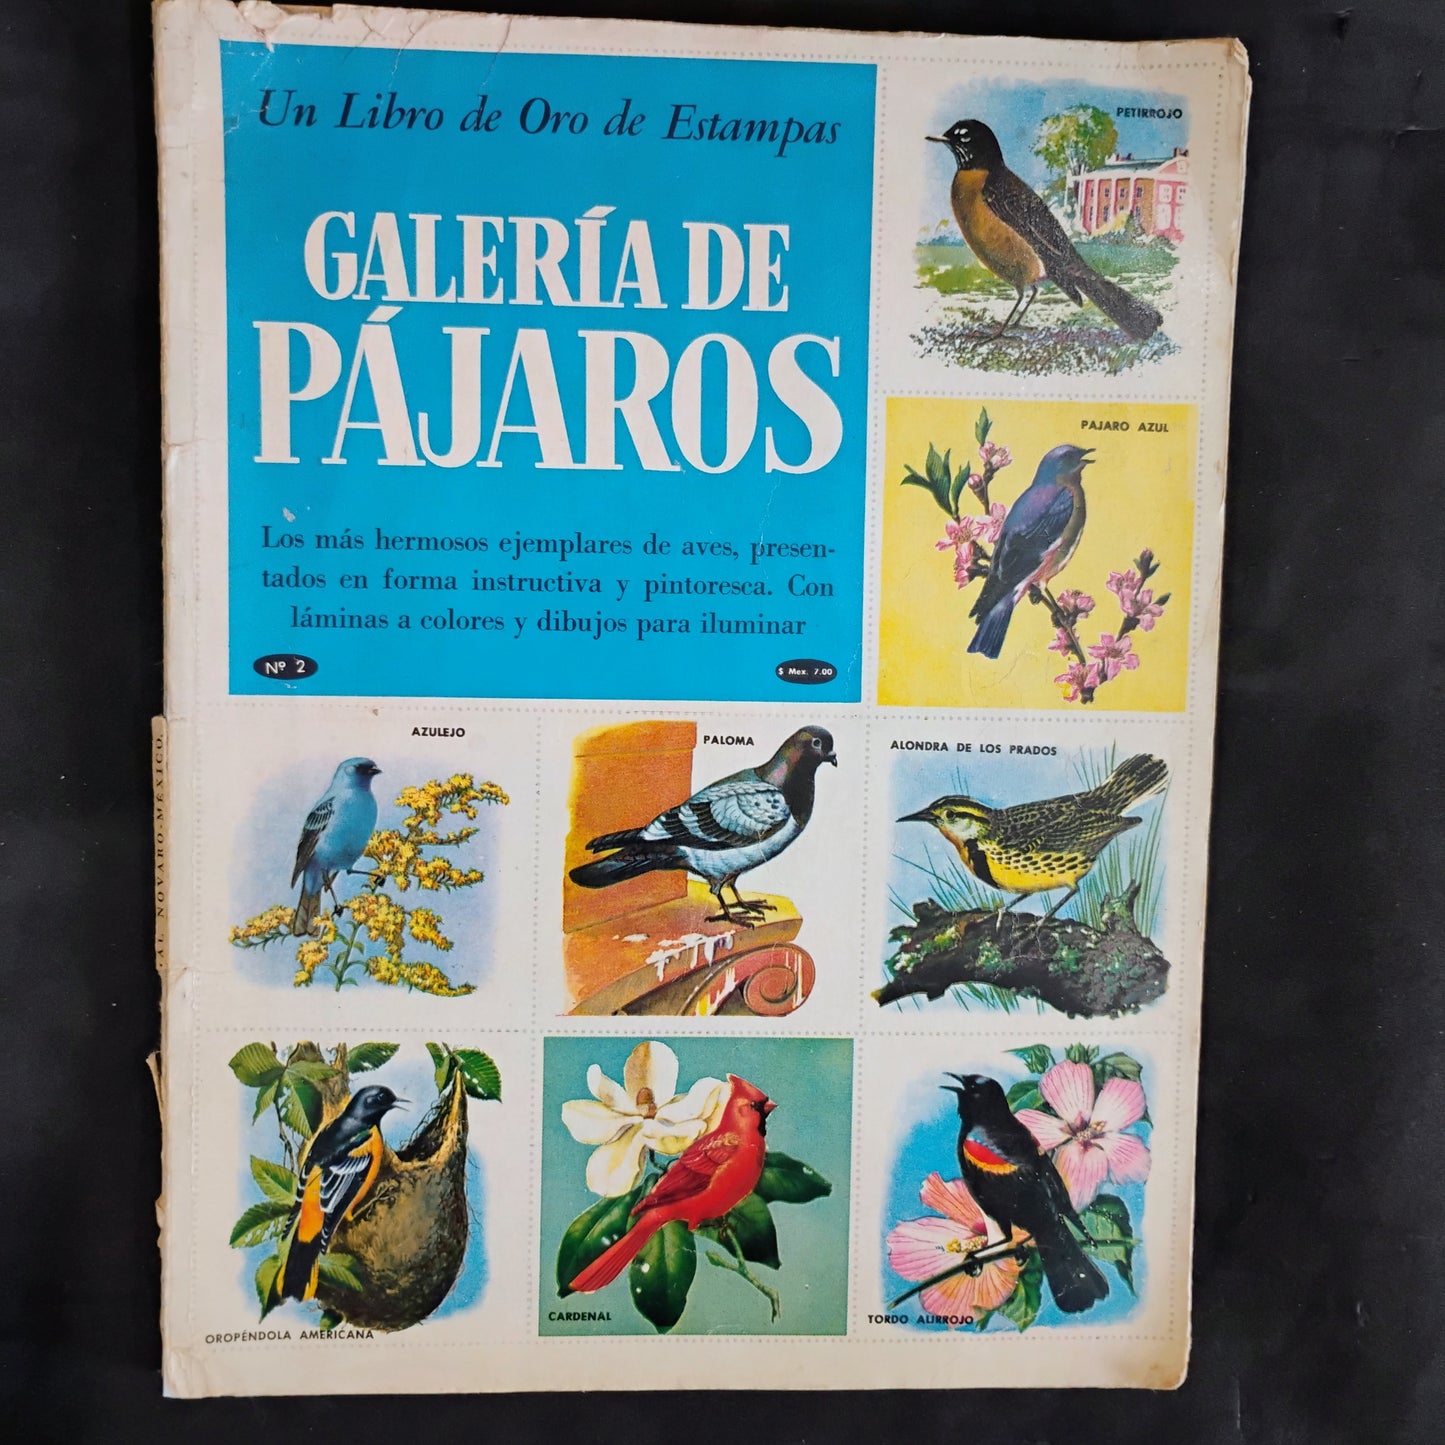 Un Libro de Oro de Estampas
GALERÍA DE
PÁJAROS
Los más hermosos ejemplares de aves, presen-
tados en forma instructiva y pintoresca. Con
láminas a colores y dibujos para iluminar
Nº 2
$ Mex. 7.00
PETIRROJO
PAJARO AZUL
AZULEJO
PALOMA
ALONDRA DE LOS PRADOS
OROPÉNDOLA AMERICANA
CARDENAL
TORDO ALIRROJO
NOVARO-MÉXICO.